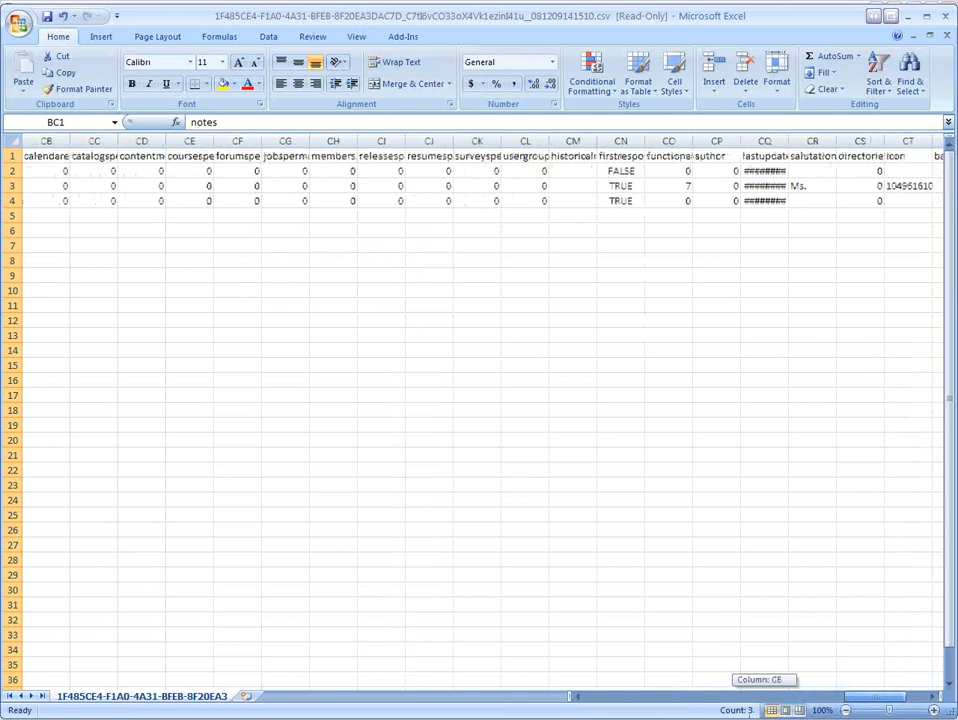 1F485CE4-F1A0-4A31-BFEB-8F20EA3DAC7D_C7tI6vCO33oX4Vk1ezinI41u__081209141510.csv [Read-Only] - Microsoft Excel
Home Insert Page Layout Formulas Data Review View Add-Ins
Paste Cut Copy Format Painter Clipboard
Calibri 11 A A B I U A Font
Wrap Text Merge & Center Alignment
General $ % , Number
Conditional Formatting Format as Table Cell Styles Styles
Insert Delete Format Cells
AutoSum Fill Clear Sort & Filter Find & Select Editing
BC1 fx notes
CB CC CD CE CF CG CH CI CJ CK CL CM CN CO CP CQ CR CS CT
1 calendare catalogsp contentm coursespe forumspe jobsperm members. releasesp resumesp surveyspe usergroup historical firstrespo functiona author lastupdate salutation directorie icon ba
2 0 0 0 0 0 0 0 0 0 0 0 FALSE 0 0 ######## 0
3 0 0 0 0 0 0 0 0 0 0 0 TRUE 7 0 ######## Ms. 0 104961610
4 0 0 0 0 0 0 0 0 0 0 0 TRUE 0 0 ######## 0
5
6
7
8
9
10
11
12
13
14
15
16
17
18
19
20
21
22
23
24
25
26
27
28
29
30
31
32
33
34
35
36
Column: GE
1F485CE4-F1A0-4A31-BFEB-8F20EA3
Ready Count: 3 100%